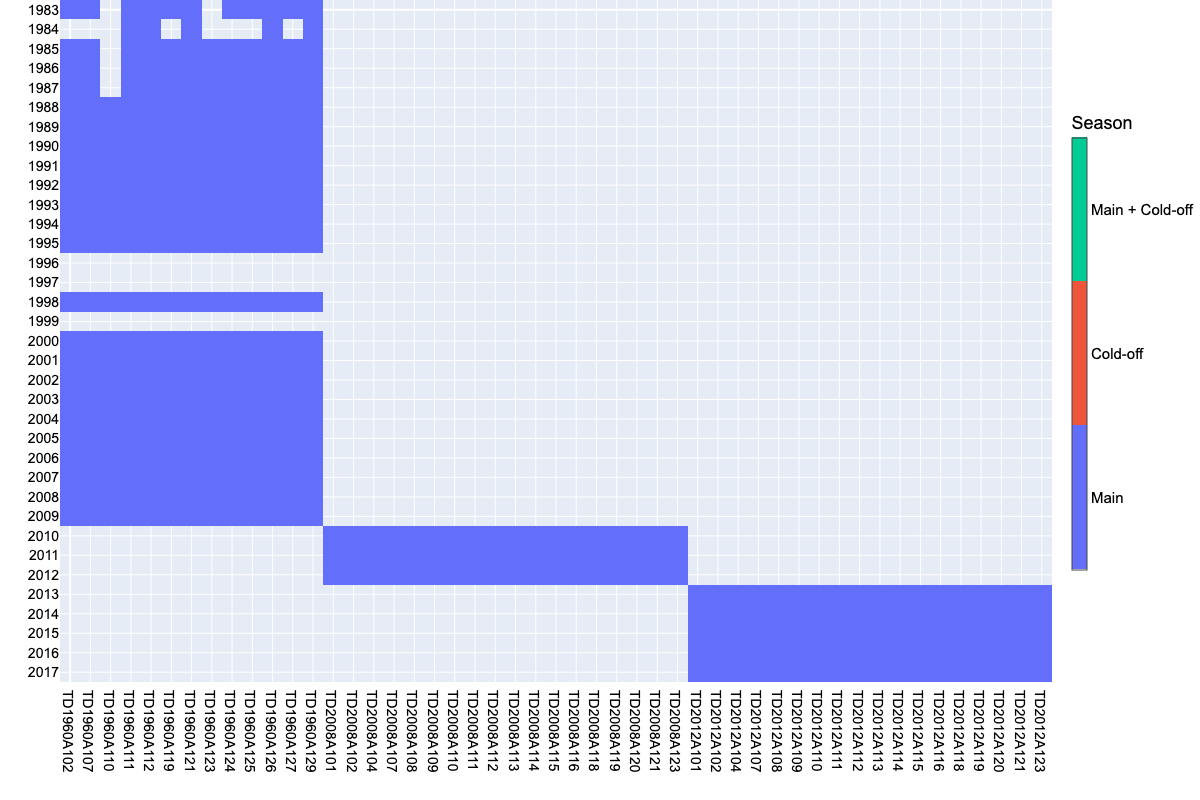 1983
1984
1985
1986
1987
1988
1989
1990
1991
1992
1993
1994
1995
1996
1997
1998
1999
2000
2001
2002
2003
2004
2005
2006
2007
2008
2009
2010
2011
2012
2013
2014
2015
2016
2017
TD1960A102
TD1960A107
TD1960A110
TD1960A111
TD1960A112
TD1960A119
TD1960A121
TD1960A123
TD1960A124
TD1960A125
TD1960A126
TD1960A127
TD1960A129
TD2008A101
TD2008A102
TD2008A104
TD2008A107
TD2008A108
TD2008A109
TD2008A110
TD2008A111
TD2008A112
TD2008A113
TD2008A114
TD2008A115
TD2008A116
TD2008A118
TD2008A119
TD2008A120
TD2008A121
TD2008A123
TD2012A101
TD2012A102
TD2012A104
TD2012A107
TD2012A108
TD2012A109
TD2012A110
TD2012A111
TD2012A112
TD2012A113
TD2012A114
TD2012A115
TD2012A116
TD2012A118
TD2012A119
TD2012A120
TD2012A121
TD2012A123
Season
Main + Cold-off
Cold-off
Main